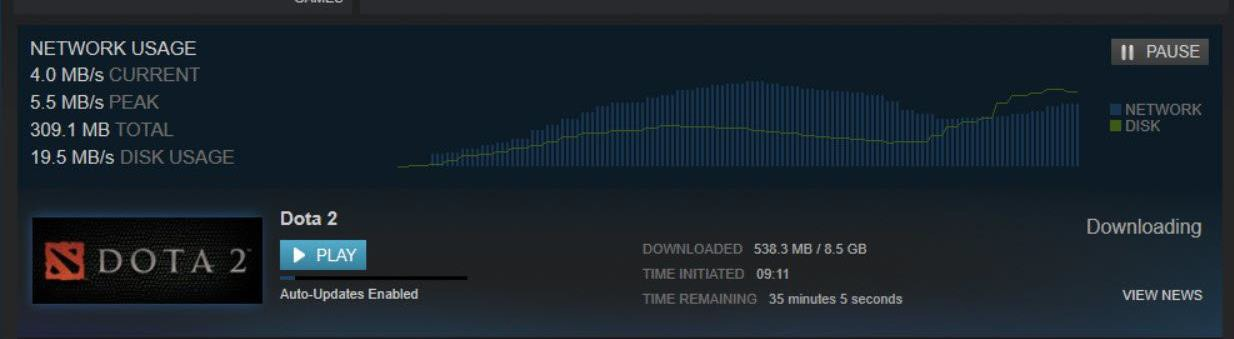 GAMES
NETWORK USAGE
4.0 MB/s CURRENT
5.5 MB/s PEAK
309.1 MB TOTAL
19.5 MB/s DISK USAGE
PAUSE
NETWORK
DISK
DOTA 2
Dota 2
PLAY
Auto-Updates Enabled
DOWNLOADED 538.3 MB / 8.5 GB
TIME INITIATED 09:11
TIME REMAINING 35 minutes 5 seconds
Downloading
VIEW NEWS